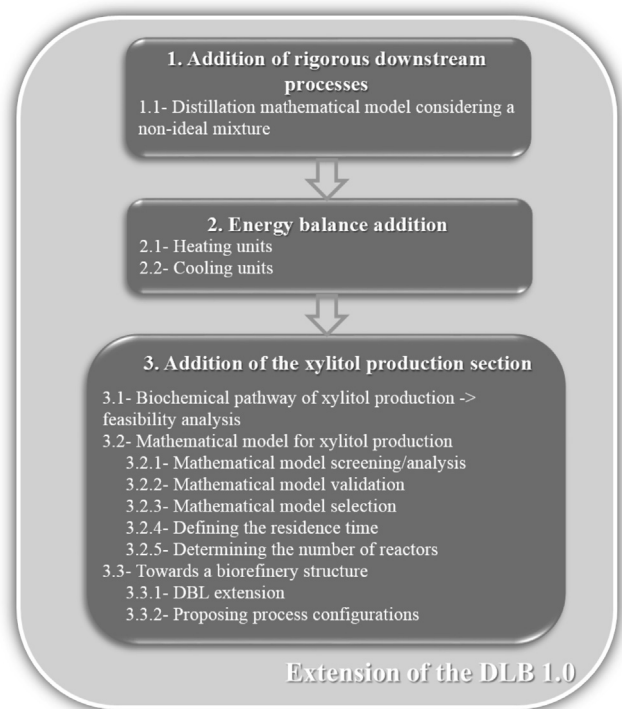 1. Addition of rigorous downstream
processes
1.1- Distillation mathematical model considering a
non-ideal mixture
2. Energy balance addition
2.1- Heating units
2.2- Cooling units
3. Addition of the xylitol production section
3.1- Biochemical pathway of xylitol production ->
feasibility analysis
3.2- Mathematical model for xylitol production
3.2.1- Mathematical model screening/analysis
3.2.2- Mathematical model validation
3.2.3- Mathematical model selection
3.2.4- Defining the residence time
3.2.5- Determining the number of reactors
3.3- Towards a biorefinery structure
3.3.1- DBL extension
3.3.2- Proposing process configurations
Extension of the DLB 1.0